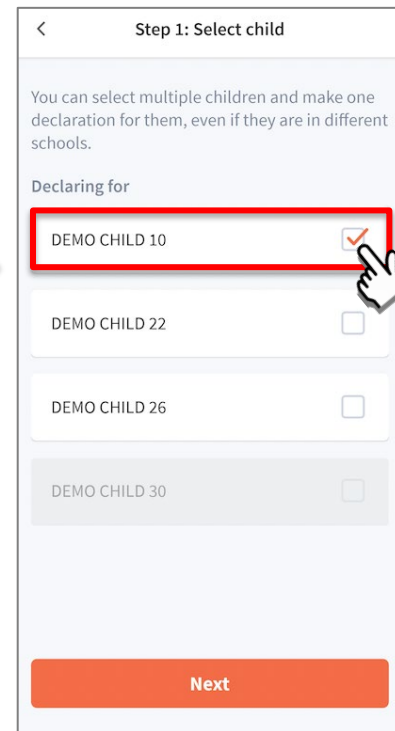 Step 1: Select child
You can select multiple children and make one
declaration for them, even if they are in different
schools.
Declaring for
DEMO CHILD 10
DEMO CHILD 22
DEMO CHILD 26
DEMO CHILD 30
Next